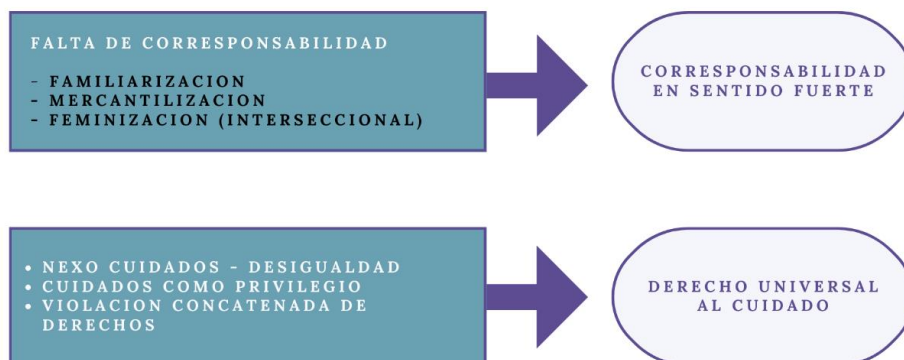 FALTA DE CORRESPONSABILIDAD
- FAMILIARIZACION
- MERCANTILIZACION
- FEMINIZACION (INTERSECCIONAL)
CORRESPONSABILIDAD
EN SENTIDO FUERTE
• NEXO CUIDADOS - DESIGUALDAD
• CUIDADOS COMO PRIVILEGIO
• VIOLACION CONCATENADA DE
DERECHOS
DERECHO UNIVERSAL
AL CUIDADO